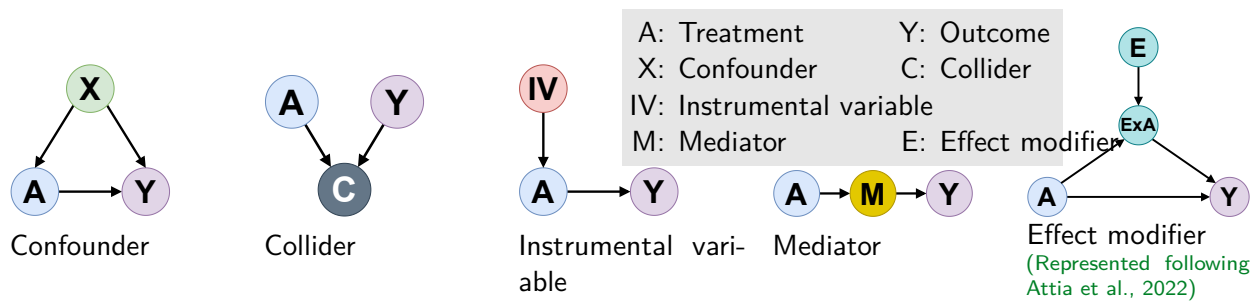 A: Treatment Y: Outcome
X: Confounder C: Collider
IV: Instrumental variable
M: Mediator E: Effect modifier
X
A
Y
Confounder
A
Y
C
Collider
IV
A
Y
Instrumental vari-
able
A
M
Y
Mediator
E
ExA
A
Y
Effect modifier
(Represented following
Attia et al., 2022)